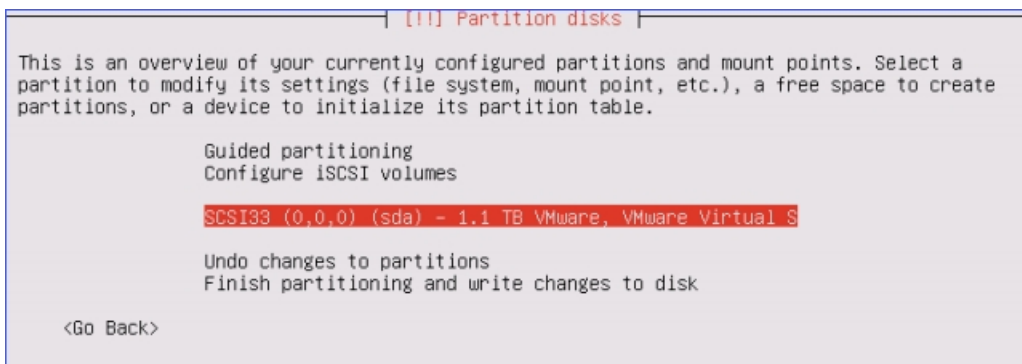 [!!] Partition disks
This is an overview of your currently configured partitions and mount points. Select a
partition to modify its settings (file system, mount point, etc.), a free space to create
partitions, or a device to initialize its partition table.
Guided partitioning
Configure iSCSI volumes
SCSI33 (0,0,0) (sda) – 1.1 TB VMware, VMware Virtual S
Undo changes to partitions
Finish partitioning and write changes to disk
<Go Back>